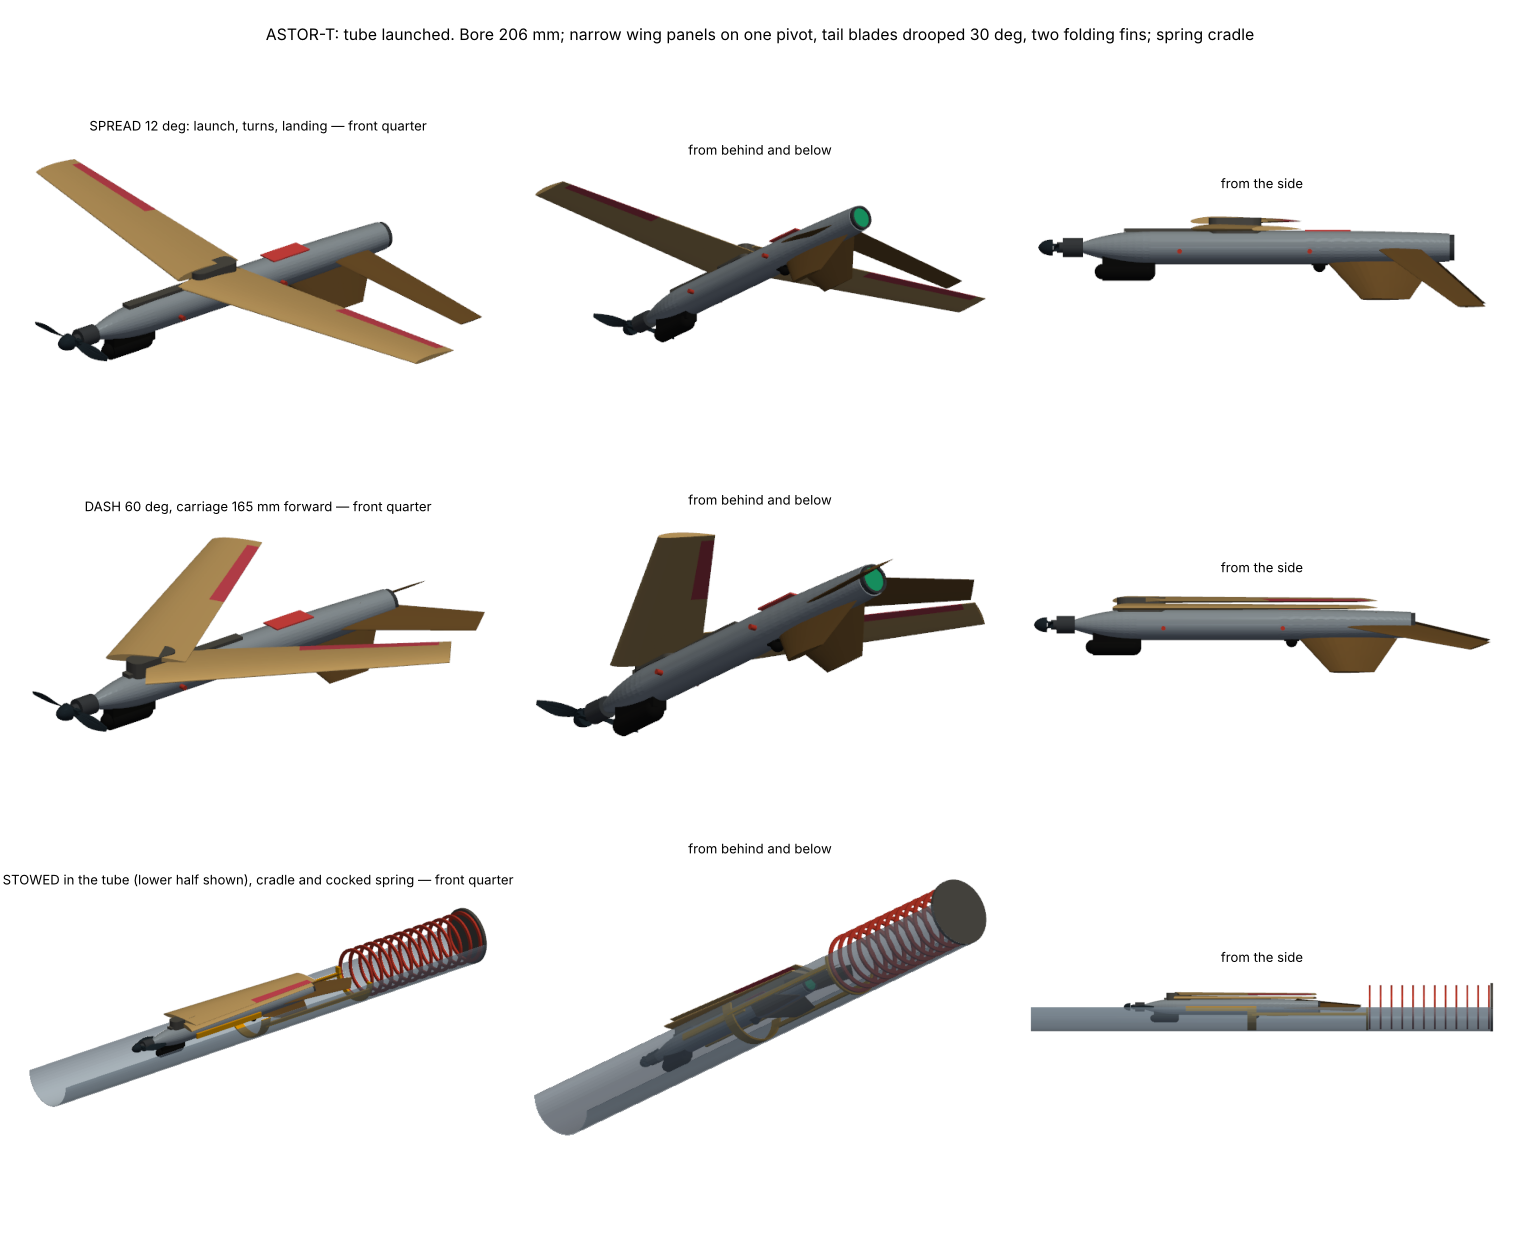 ASTOR-T: tube launched. Bore 206 mm; narrow wing panels on one pivot, tail blades drooped 30 deg, two folding fins; spring cradle
SPREAD 12 deg: launch, turns, landing — front quarter
from behind and below
from the side
DASH 60 deg, carriage 165 mm forward — front quarter
from behind and below
from the side
STOWED in the tube (lower half shown), cradle and cocked spring — front quarter
from behind and below
from the side